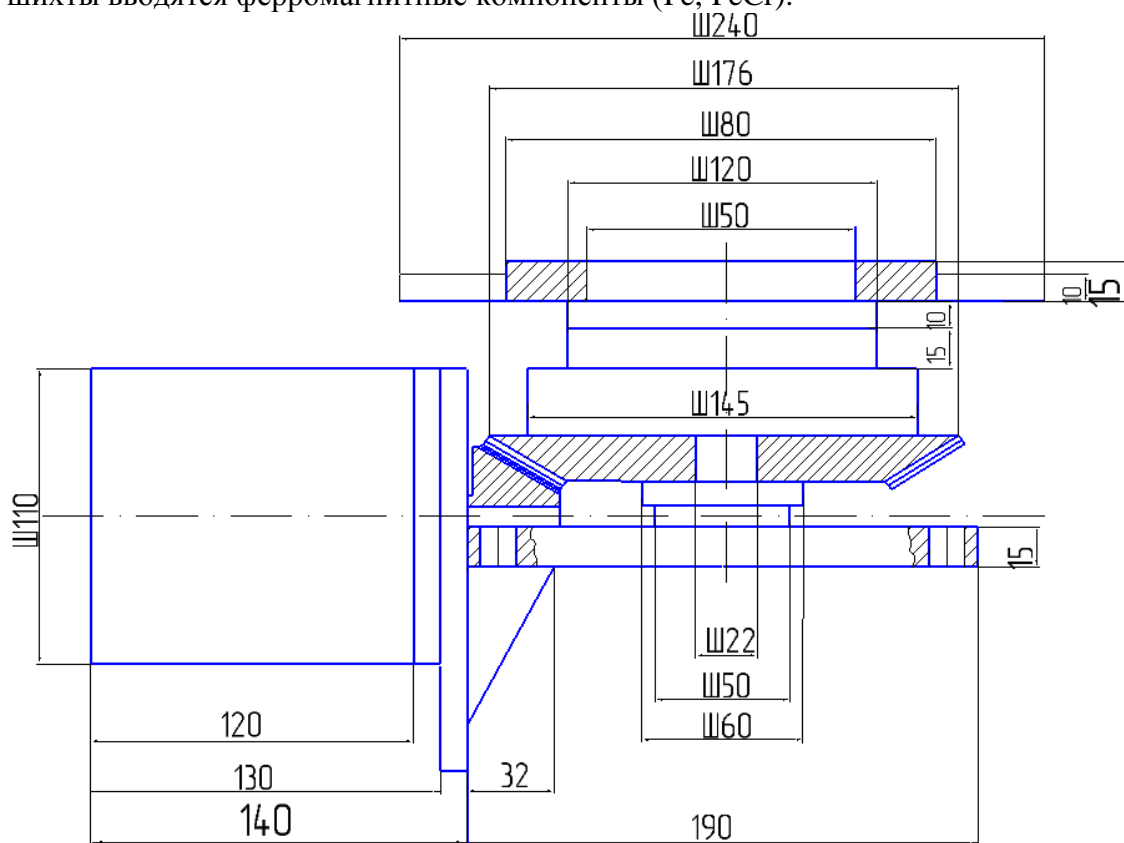 шихты вводятся ферромагнитные компоненты (Fe, FeCr).
Ш240
Ш176
Ш80
Ш120
Ш50
10
15
10
15
Ш145
Ш110
15
Ш22
Ш50
Ш60
120
130
32
140
190